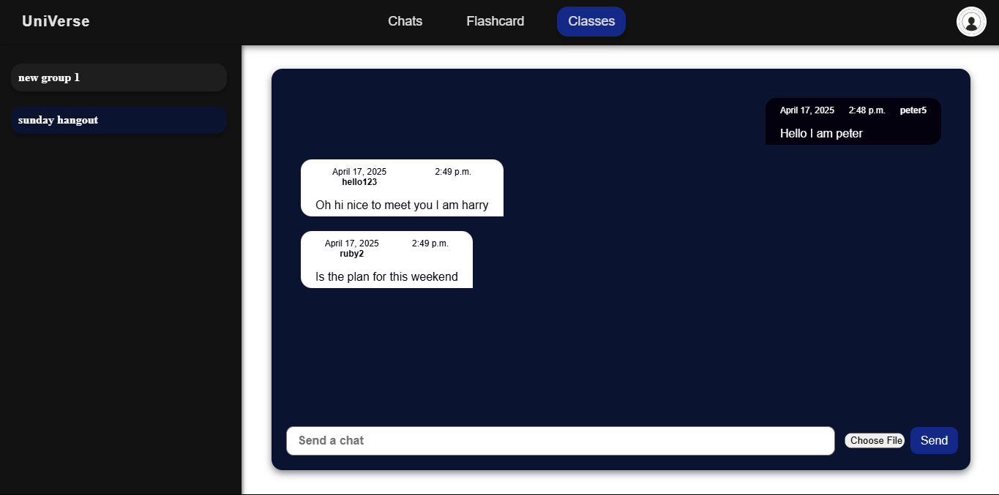 UniVerse
Chats Flashcard Classes
new group 1
sunday hangout
April 17, 2025 2:48 p.m. peter5
Hello I am peter
April 17, 2025 2:49 p.m.
hello123
Oh hi nice to meet you I am harry
April 17, 2025 2:49 p.m.
ruby2
Is the plan for this weekend
Send a chat Choose File Send